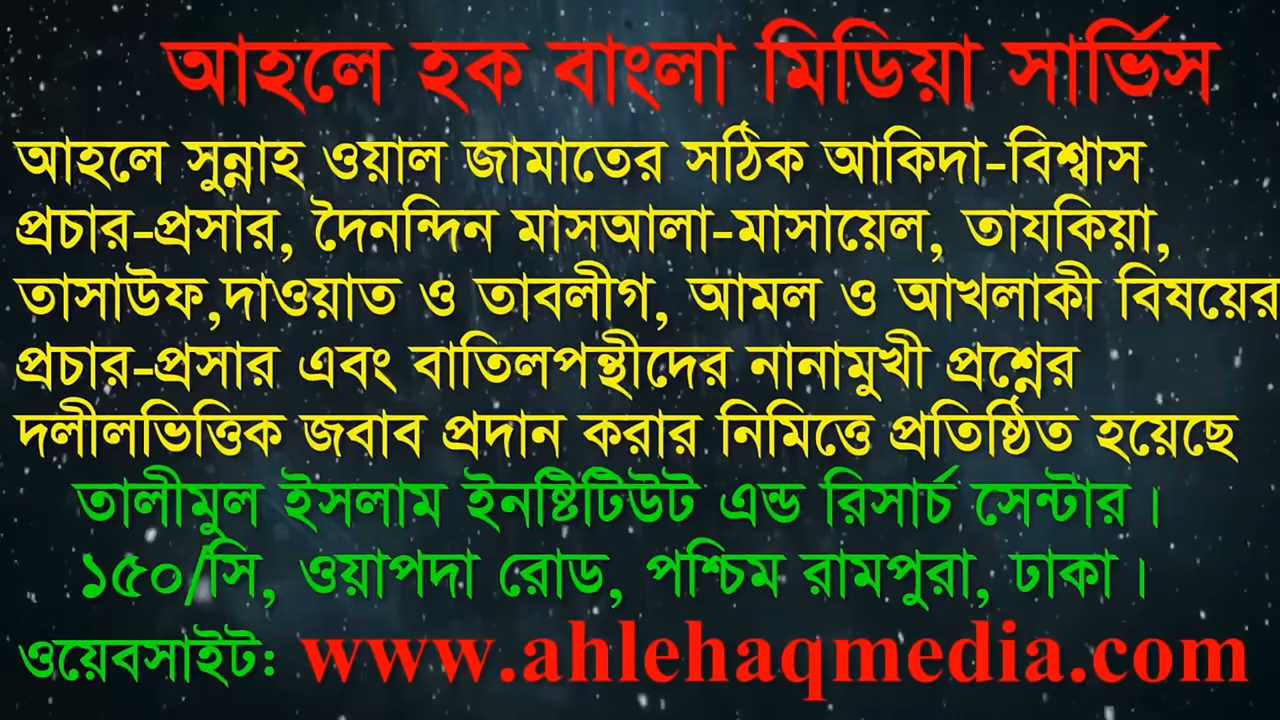 আহলে হক বাংলা মিডিয়া সার্ভিস
আহলে সুন্নাহ ওয়াল জামাতের সঠিক আকিদা-বিশ্বাস
প্রচার-প্রসার, দৈনন্দিন মাসআলা-মাসায়েল, তাযকিয়া,
তাসাউফ,দাওয়াত ও তাবলীগ, আমল ও আখলাকী বিষয়ের
প্রচার-প্রসার এবং বাতিলপন্থীদের নানামুখী প্রশ্নের
দলীলভিত্তিক জবাব প্রদান করার নিমিত্তে প্রতিষ্ঠিত হয়েছে
তালীমুল ইসলাম ইনষ্টিটিউট এন্ড রিসার্চ সেন্টার।
১৫০/সি, ওয়াপদা রোড, পশ্চিম রামপুরা, ঢাকা।
ওয়েবসাইট: www.ahlehaqmedia.com